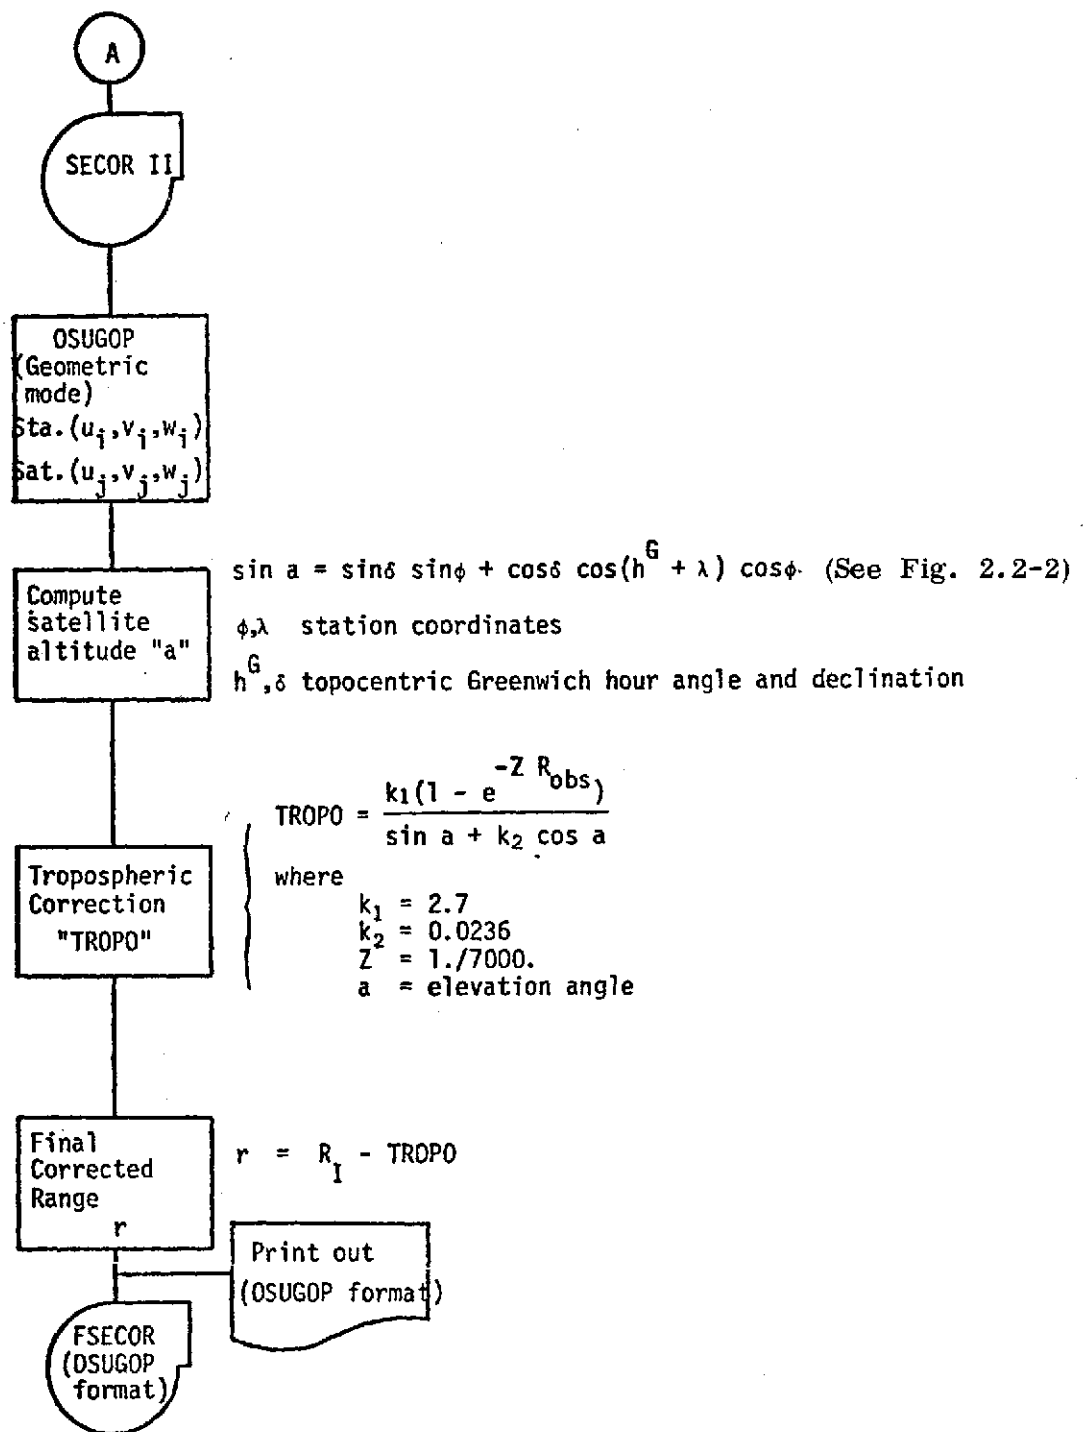 A
SECOR II
OSUGOP
(Geometric
mode)
Sta.(u_i,v_i,w_i)
Sat.(u_j,v_j,w_j)
Compute
satellite
altitude "a"
sin a = sinδ sinφ + cosδ cos(h^G + λ) cosφ. (See Fig. 2.2-2)
φ,λ station coordinates
h^G,δ topocentric Greenwich hour angle and declination
Tropospheric
Correction
"TROPO"
TROPO = k₁(1 - e^{-Z R_obs}) / (sin a + k₂ cos a)
where
k₁ = 2.7
k₂ = 0.0236
Z = 1./7000.
a = elevation angle
Final
Corrected
Range
r
r = R_I - TROPO
Print out
(OSUGOP format)
FSECOR
(OSUGOP
format)